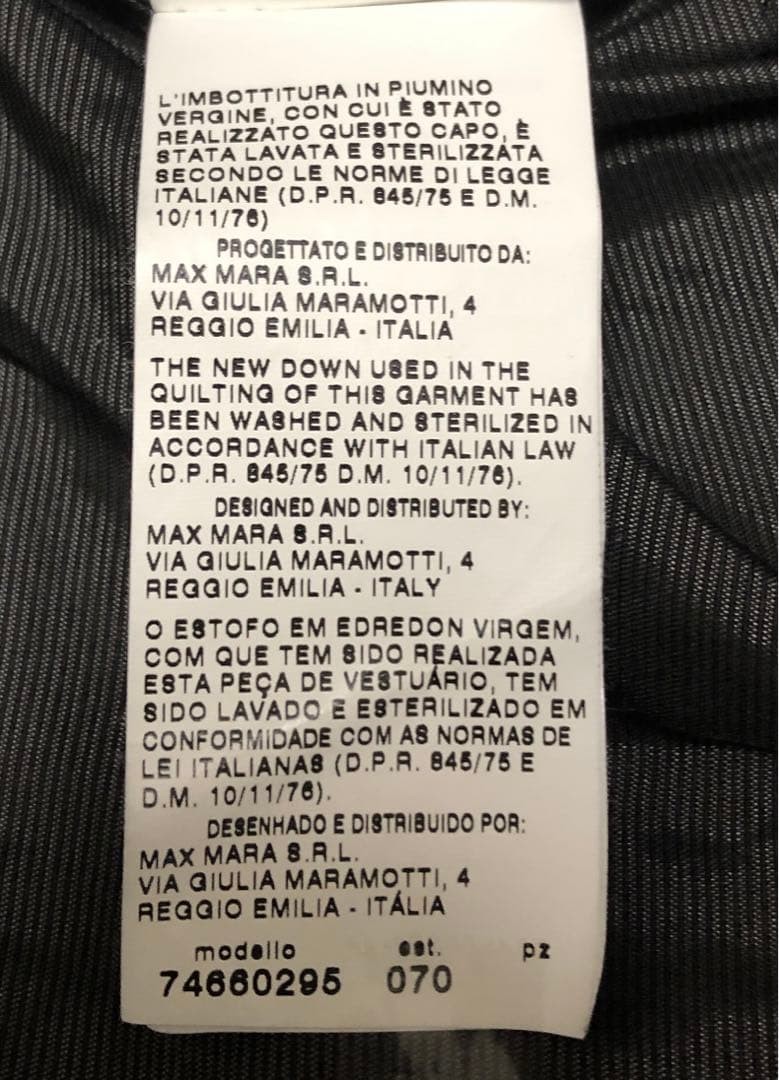 L'IMBOTTITURA IN PIUMINO
VERGINE, CON CUI È STATO
REALIZZATO QUESTO CAPO, È
STATA LAVATA E STERILIZZATA
SECONDO LE NORME DI LEGGE
ITALIANE (D.P.R. 845/75 E D.M.
10/11/76)
PROGETTATO E DISTRIBUITO DA:
MAX MARA S.R.L.
VIA GIULIA MARAMOTTI, 4
REGGIO EMILIA - ITALIA
THE NEW DOWN USED IN THE
QUILTING OF THIS GARMENT HAS
BEEN WASHED AND STERILIZED IN
ACCORDANCE WITH ITALIAN LAW
(D.P.R. 845/75 D.M. 10/11/76).
DESIGNED AND DISTRIBUTED BY:
MAX MARA S.R.L.
VIA GIULIA MARAMOTTI, 4
REGGIO EMILIA - ITALY
O ESTOFO EM EDREDON VIRGEM,
COM QUE TEM SIDO REALIZADA
ESTA PEÇA DE VESTUÁRIO, TEM
SIDO LAVADO E ESTERILIZADO EM
CONFORMIDADE COM AS NORMAS DE
LEI ITALIANAS (D.P.R. 845/75 E
D.M. 10/11/76).
DESENHADO E DISTRIBUIDO POR:
MAX MARA S.R.L.
VIA GIULIA MARAMOTTI, 4
REGGIO EMILIA - ITÁLIA
modello est. pz
74660295 070